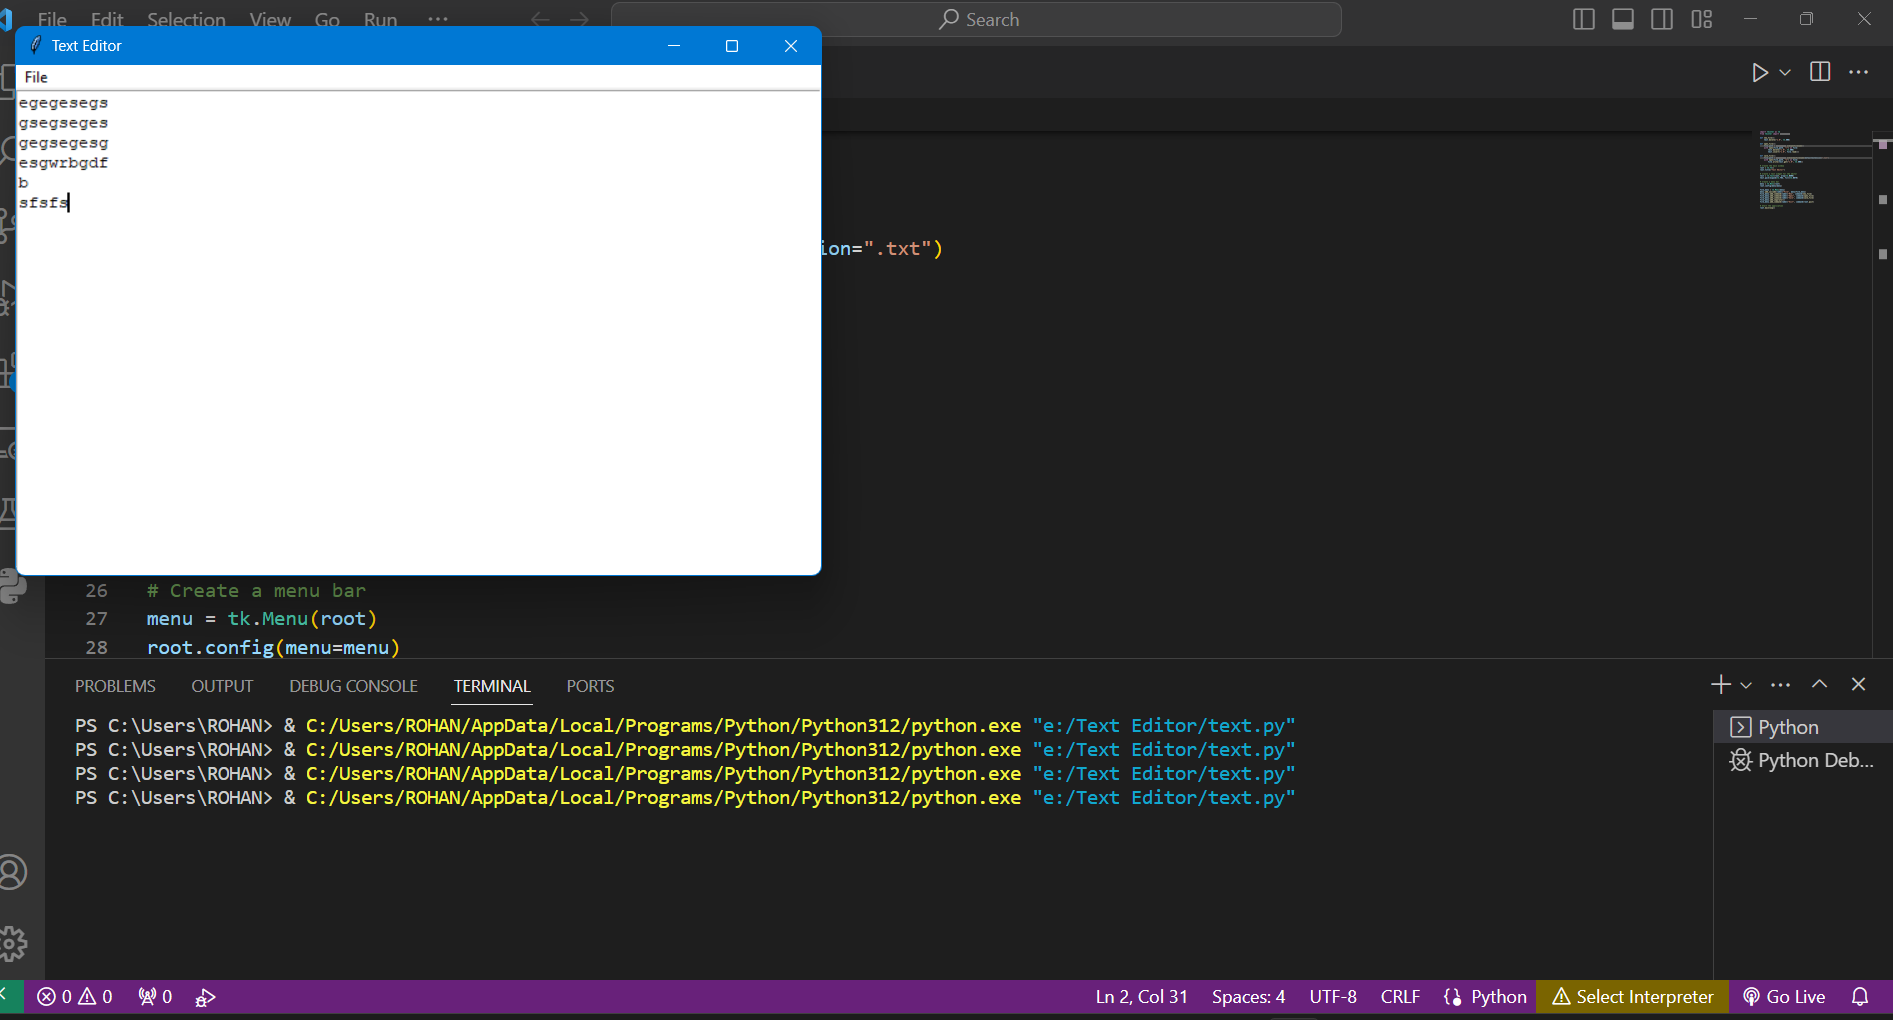 File Edit Selection View Go Run ···
Search
Text Editor
File
egegesegs
gsegseges
gegsegesg
esgwrbgdf
b
sfsfs
ion=".txt")
26 # Create a menu bar
27 menu = tk.Menu(root)
28 root.config(menu=menu)
PROBLEMS OUTPUT DEBUG CONSOLE TERMINAL PORTS
PS C:\Users\ROHAN> & C:/Users/ROHAN/AppData/Local/Programs/Python/Python312/python.exe "e:/Text Editor/text.py"
PS C:\Users\ROHAN> & C:/Users/ROHAN/AppData/Local/Programs/Python/Python312/python.exe "e:/Text Editor/text.py"
PS C:\Users\ROHAN> & C:/Users/ROHAN/AppData/Local/Programs/Python/Python312/python.exe "e:/Text Editor/text.py"
PS C:\Users\ROHAN> & C:/Users/ROHAN/AppData/Local/Programs/Python/Python312/python.exe "e:/Text Editor/text.py"
Python
Python Deb...
0 0 0 Ln 2, Col 31 Spaces: 4 UTF-8 CRLF Python Select Interpreter Go Live